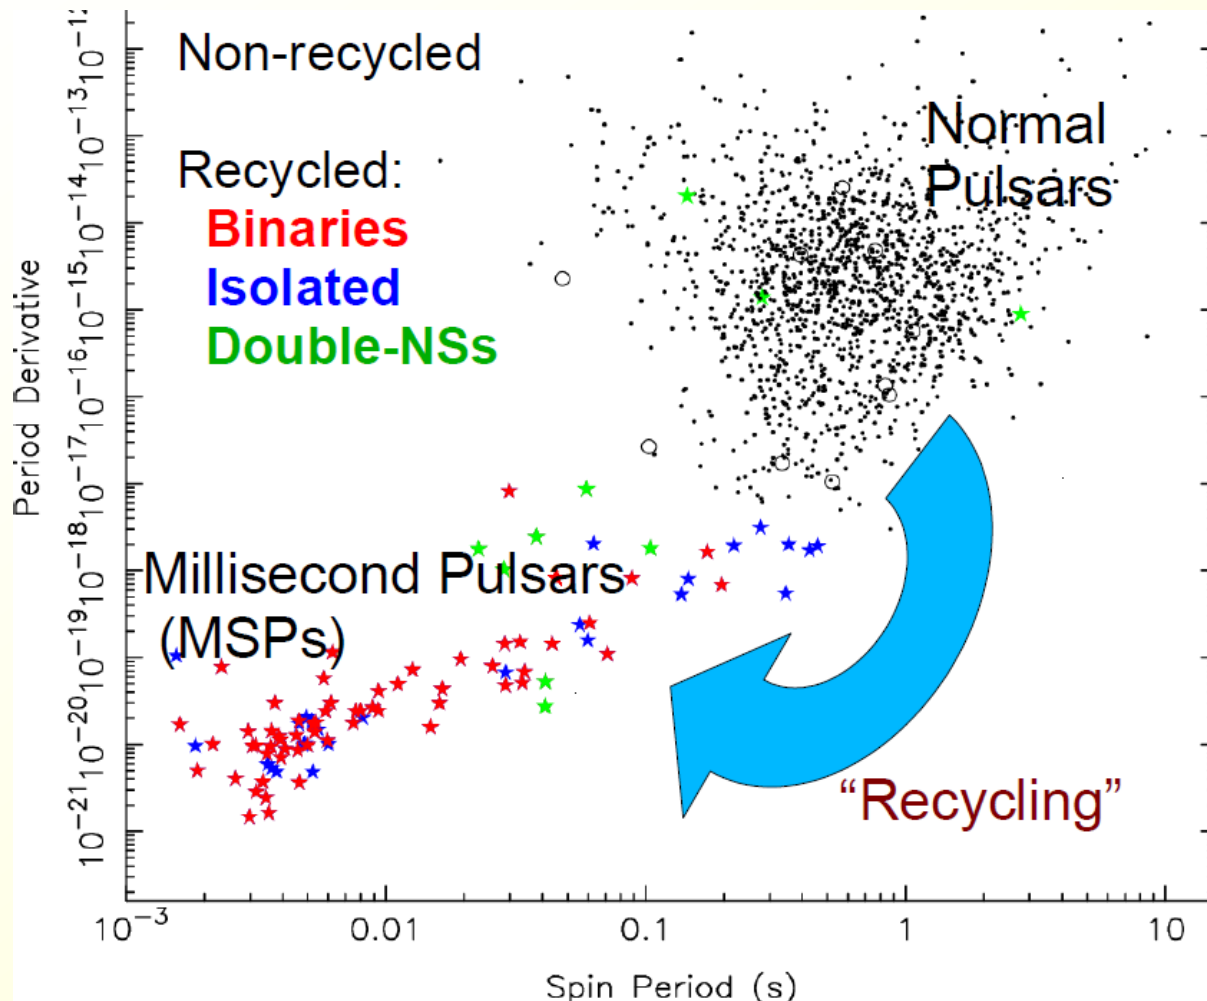 Non-recycled
Recycled:
Binaries
Isolated
Double-NSs
Normal
Pulsars
Millisecond Pulsars
(MSPs)
“Recycling”
Period Derivative
10⁻¹²
10⁻¹³
10⁻¹⁴
10⁻¹⁵
10⁻¹⁶
10⁻¹⁷
10⁻¹⁸
10⁻¹⁹
10⁻²⁰
10⁻²¹
10⁻³
0.01
0.1
1
10
Spin Period (s)